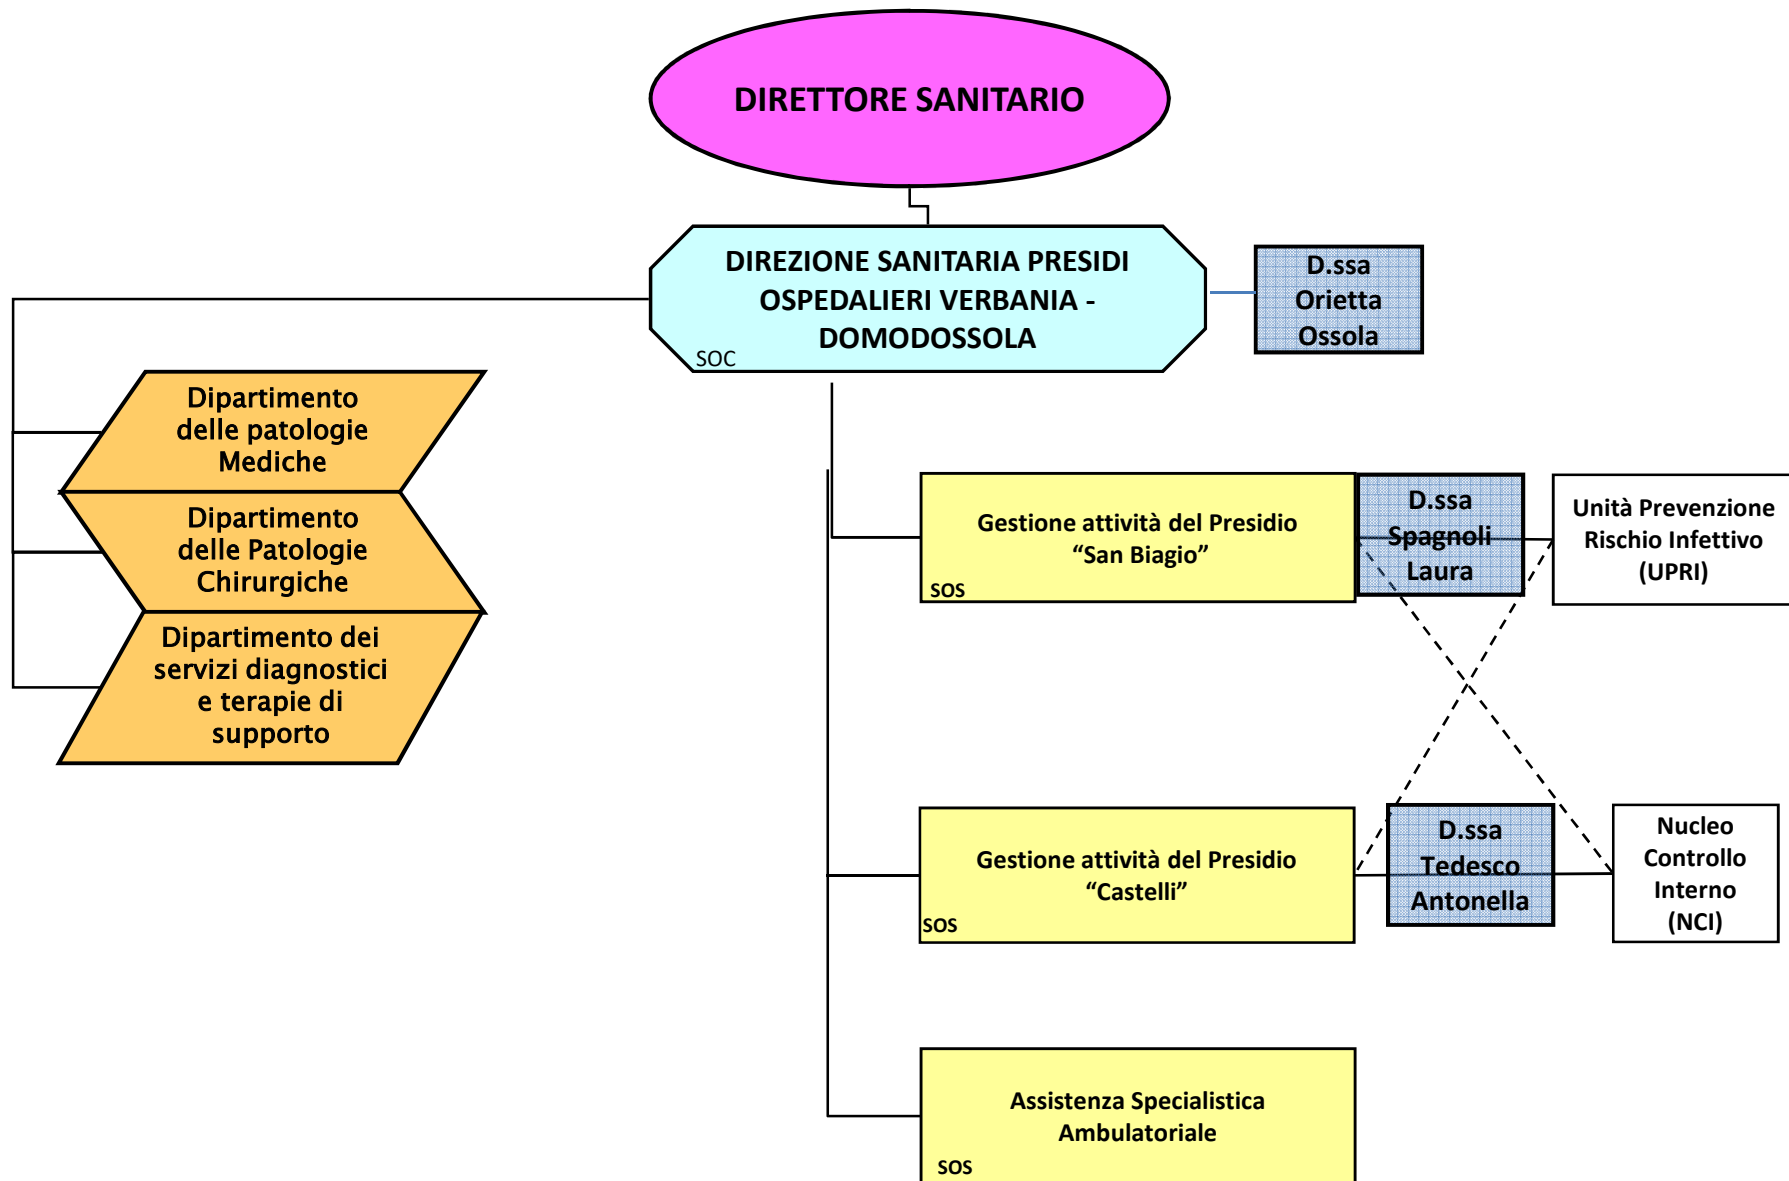 DIRETTORE SANITARIO
DIREZIONE SANITARIA PRESIDI
OSPEDALIERI VERBANIA -
DOMODOSSOLA
SOC
D.ssa
Orietta
Ossola
Dipartimento
delle patologie
Mediche
Dipartimento
delle Patologie
Chirurgiche
Dipartimento dei
servizi diagnostici
e terapie di
supporto
Gestione attività del Presidio
“San Biagio”
SOS
D.ssa
Spagnoli
Laura
Unità Prevenzione
Rischio Infettivo
(UPRI)
Gestione attività del Presidio
“Castelli”
SOS
D.ssa
Tedesco
Antonella
Nucleo
Controllo
Interno
(NCI)
Assistenza Specialistica
Ambulatoriale
SOS